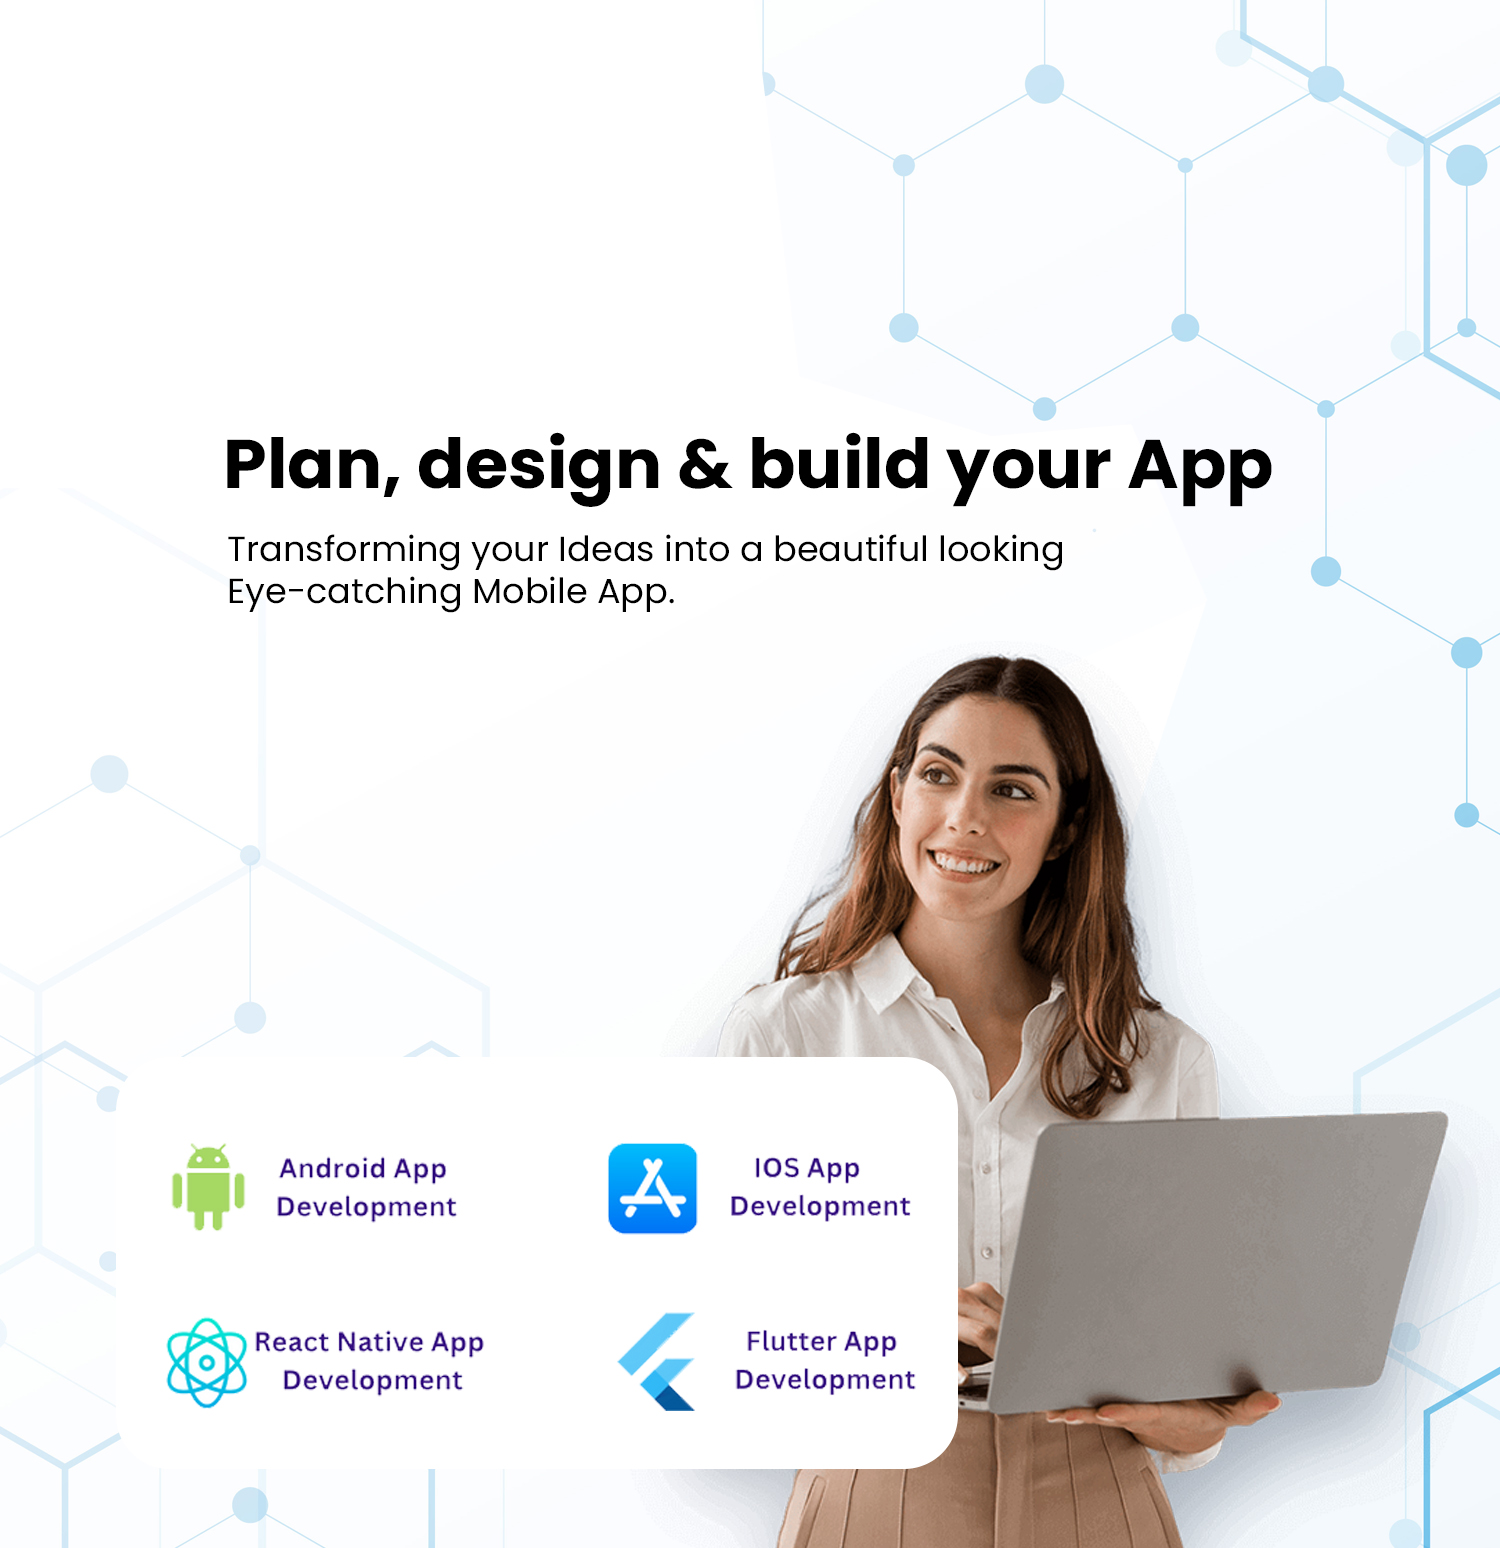 Plan, design & build your App
Transforming your Ideas into a beautiful looking
Eye-catching Mobile App.
Android App
Development
IOS App
Development
React Native App
Development
Flutter App
Development